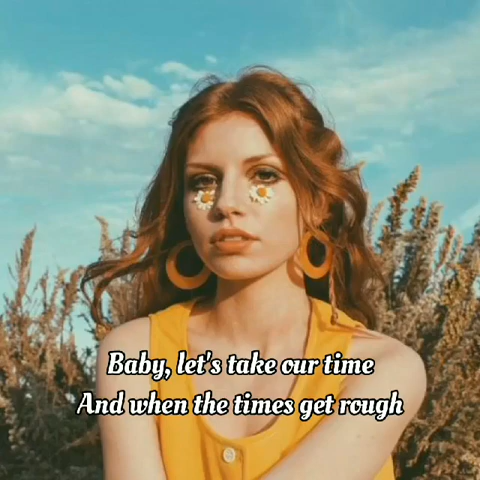 Baby, let's take our time
And when the times get rough